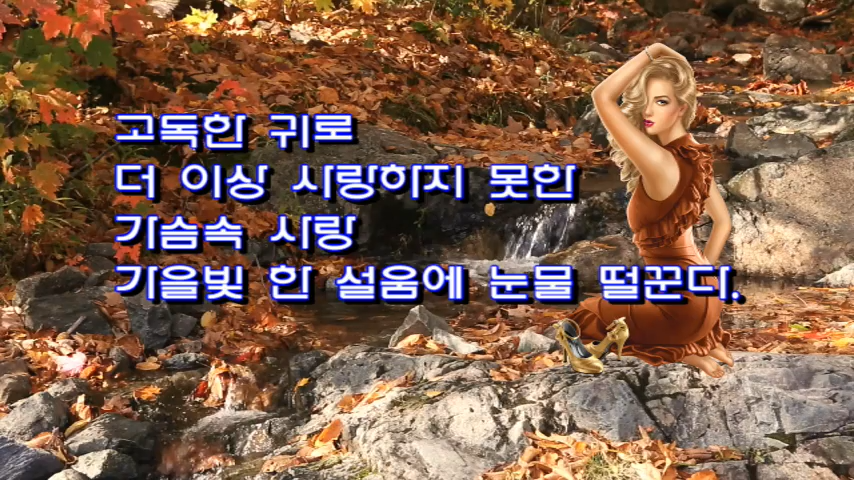 고독한 귀로
더 이상 사랑하지 못한
가슴속 사랑
가을빛 한 설움에 눈물 떨꾼다.